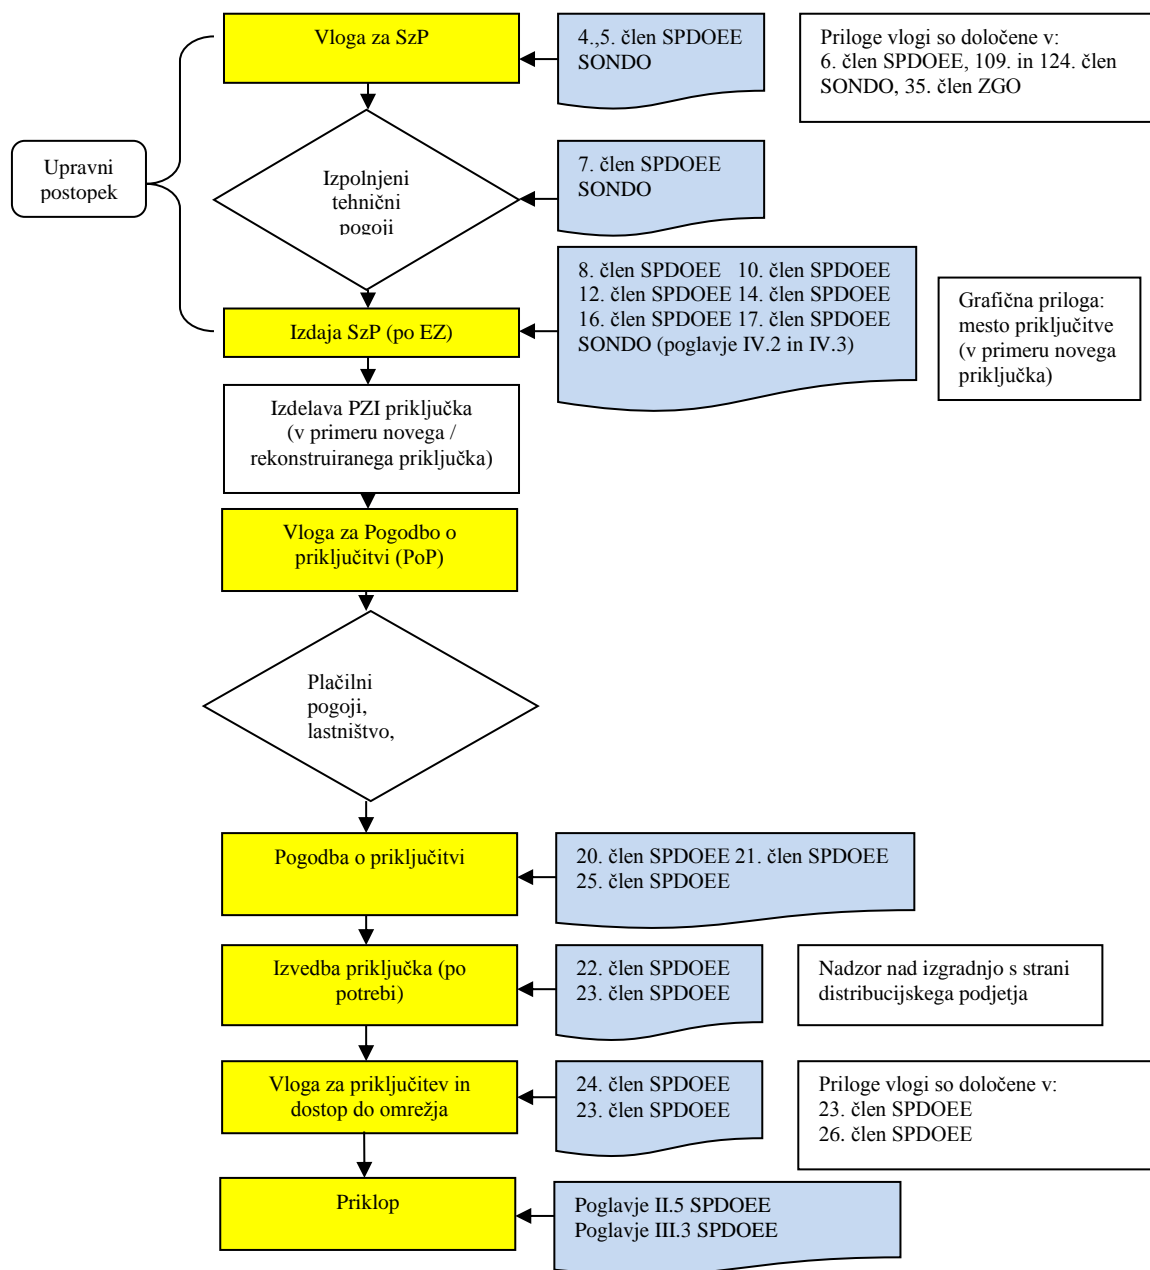 Vloga za SzP
4.,5. člen SPDOEE
SONDO
Priloge vlogi so določene v:
6. člen SPDOEE, 109. in 124. člen
SONDO, 35. člen ZGO
Upravni
postopek
Izpolnjeni
tehnični
pogoji
7. člen SPDOEE
SONDO
Izdaja SzP (po EZ)
8. člen SPDOEE 10. člen SPDOEE
12. člen SPDOEE 14. člen SPDOEE
16. člen SPDOEE 17. člen SPDOEE
SONDO (poglavje IV.2 in IV.3)
Grafična priloga:
mesto priključitve
(v primeru novega
priključka)
Izdelava PZI priključka
(v primeru novega /
rekonstruiranega priključka)
Vloga za Pogodbo o
priključitvi (PoP)
Plačilni
pogoji,
lastništvo,
Pogodba o priključitvi
20. člen SPDOEE 21. člen SPDOEE
25. člen SPDOEE
Izvedba priključka (po
potrebi)
22. člen SPDOEE
23. člen SPDOEE
Nadzor nad izgradnjo s strani
distribucijskega podjetja
Vloga za priključitev in
dostop do omrežja
24. člen SPDOEE
23. člen SPDOEE
Priloge vlogi so določene v:
23. člen SPDOEE
26. člen SPDOEE
Priklop
Poglavje II.5 SPDOEE
Poglavje III.3 SPDOEE